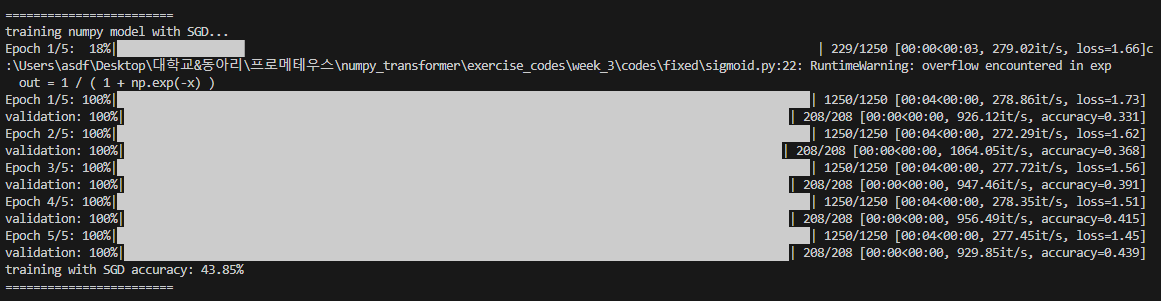 ========================
training numpy model with SGD...
Epoch 1/5:  18%|                | 229/1250 [00:00<00:03, 279.02it/s, loss=1.66]c
:\Users\asdf\Desktop\대학교&동아리\프로메테우스\numpy_transformer\exercise_codes\week_3\codes\fixed\sigmoid.py:22: RuntimeWarning: overflow encountered in exp
  out = 1 / ( 1 + np.exp(-x) )
Epoch 1/5: 100%|                | 1250/1250 [00:04<00:00, 278.86it/s, loss=1.73]
validation: 100%|                | 208/208 [00:00<00:00, 926.12it/s, accuracy=0.331]
Epoch 2/5: 100%|                | 1250/1250 [00:04<00:00, 272.29it/s, loss=1.62]
validation: 100%|                | 208/208 [00:00<00:00, 1064.05it/s, accuracy=0.368]
Epoch 3/5: 100%|                | 1250/1250 [00:04<00:00, 277.72it/s, loss=1.56]
validation: 100%|                | 208/208 [00:00<00:00, 947.46it/s, accuracy=0.391]
Epoch 4/5: 100%|                | 1250/1250 [00:04<00:00, 278.35it/s, loss=1.51]
validation: 100%|                | 208/208 [00:00<00:00, 956.49it/s, accuracy=0.415]
Epoch 5/5: 100%|                | 1250/1250 [00:04<00:00, 277.45it/s, loss=1.45]
validation: 100%|                | 208/208 [00:00<00:00, 929.85it/s, accuracy=0.439]
training with SGD accuracy: 43.85%
========================